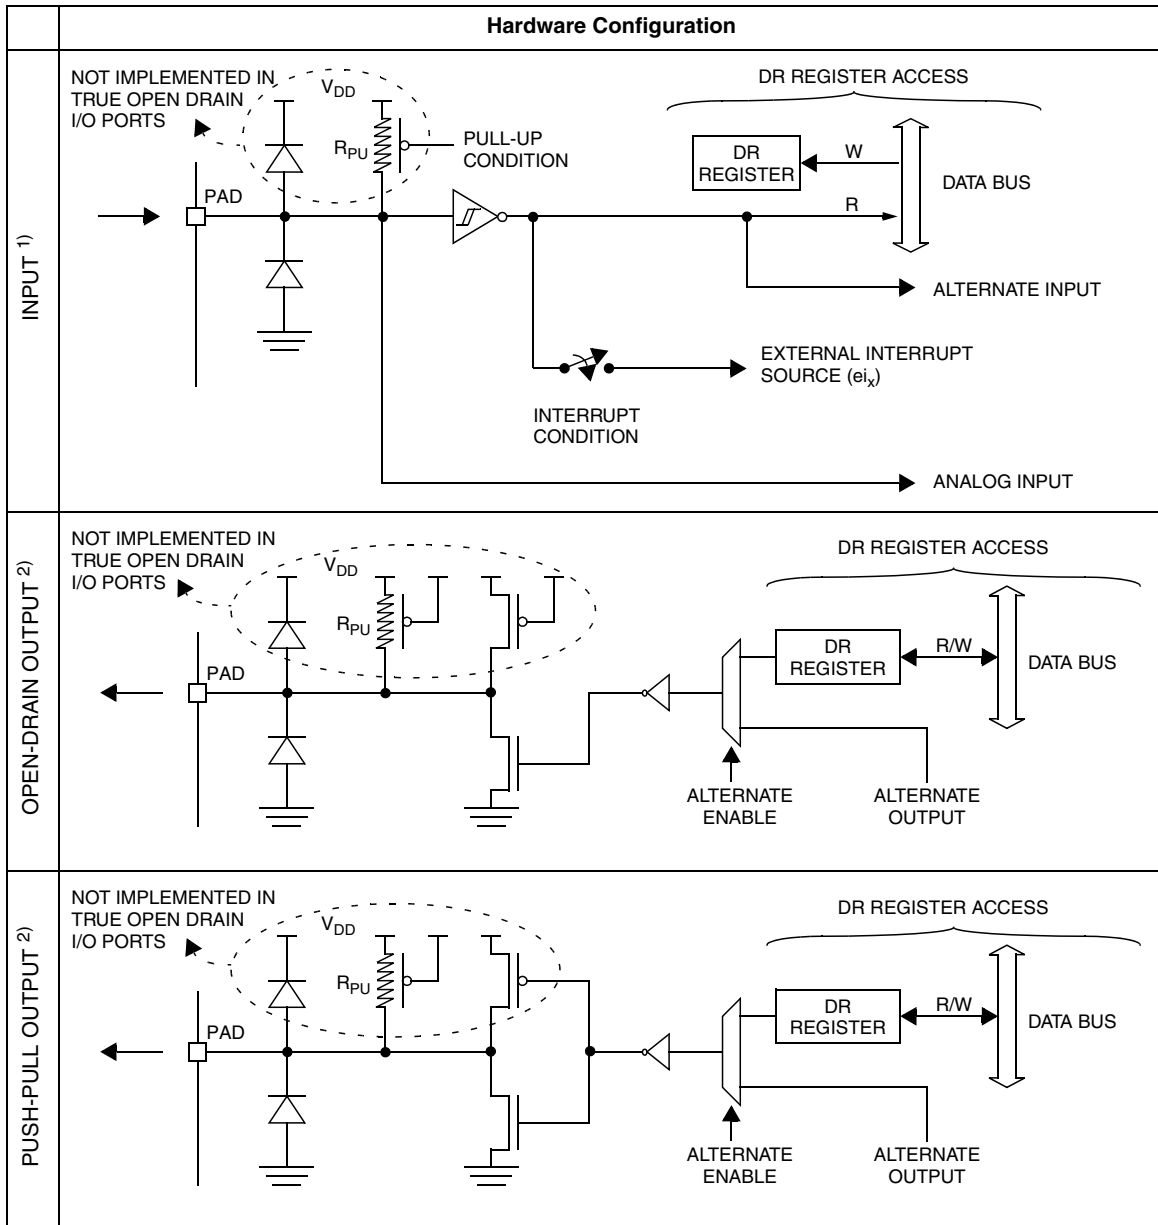 Hardware Configuration
INPUT 1)
NOT IMPLEMENTED IN
TRUE OPEN DRAIN
I/O PORTS
VDD
RPU
PULL-UP
CONDITION
PAD
DR REGISTER ACCESS
DR
REGISTER
W
R
DATA BUS
ALTERNATE INPUT
EXTERNAL INTERRUPT
SOURCE (eix)
INTERRUPT
CONDITION
ANALOG INPUT
OPEN-DRAIN OUTPUT 2)
NOT IMPLEMENTED IN
TRUE OPEN DRAIN
I/O PORTS
VDD
RPU
PAD
DR REGISTER ACCESS
DR
REGISTER
R/W
DATA BUS
ALTERNATE
ENABLE
ALTERNATE
OUTPUT
PUSH-PULL OUTPUT 2)
NOT IMPLEMENTED IN
TRUE OPEN DRAIN
I/O PORTS
VDD
RPU
PAD
DR REGISTER ACCESS
DR
REGISTER
R/W
DATA BUS
ALTERNATE
ENABLE
ALTERNATE
OUTPUT